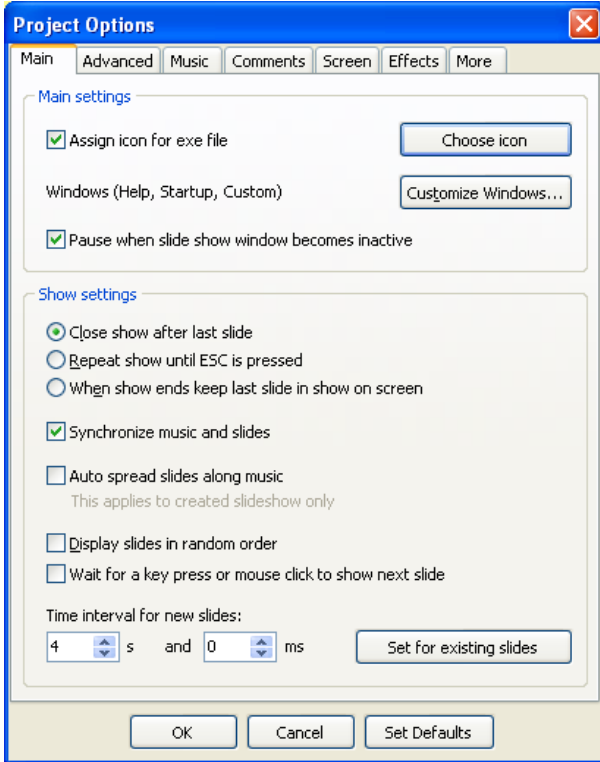 Project Options
Main Advanced Music Comments Screen Effects More
Main settings
Assign icon for exe file Choose icon
Windows (Help, Startup, Custom) Customize Windows...
Pause when slide show window becomes inactive
Show settings
Close show after last slide
Repeat show until ESC is pressed
When show ends keep last slide in show on screen
Synchronize music and slides
Auto spread slides along music
This applies to created slideshow only
Display slides in random order
Wait for a key press or mouse click to show next slide
Time interval for new slides:
4 s and 0 ms Set for existing slides
OK Cancel Set Defaults